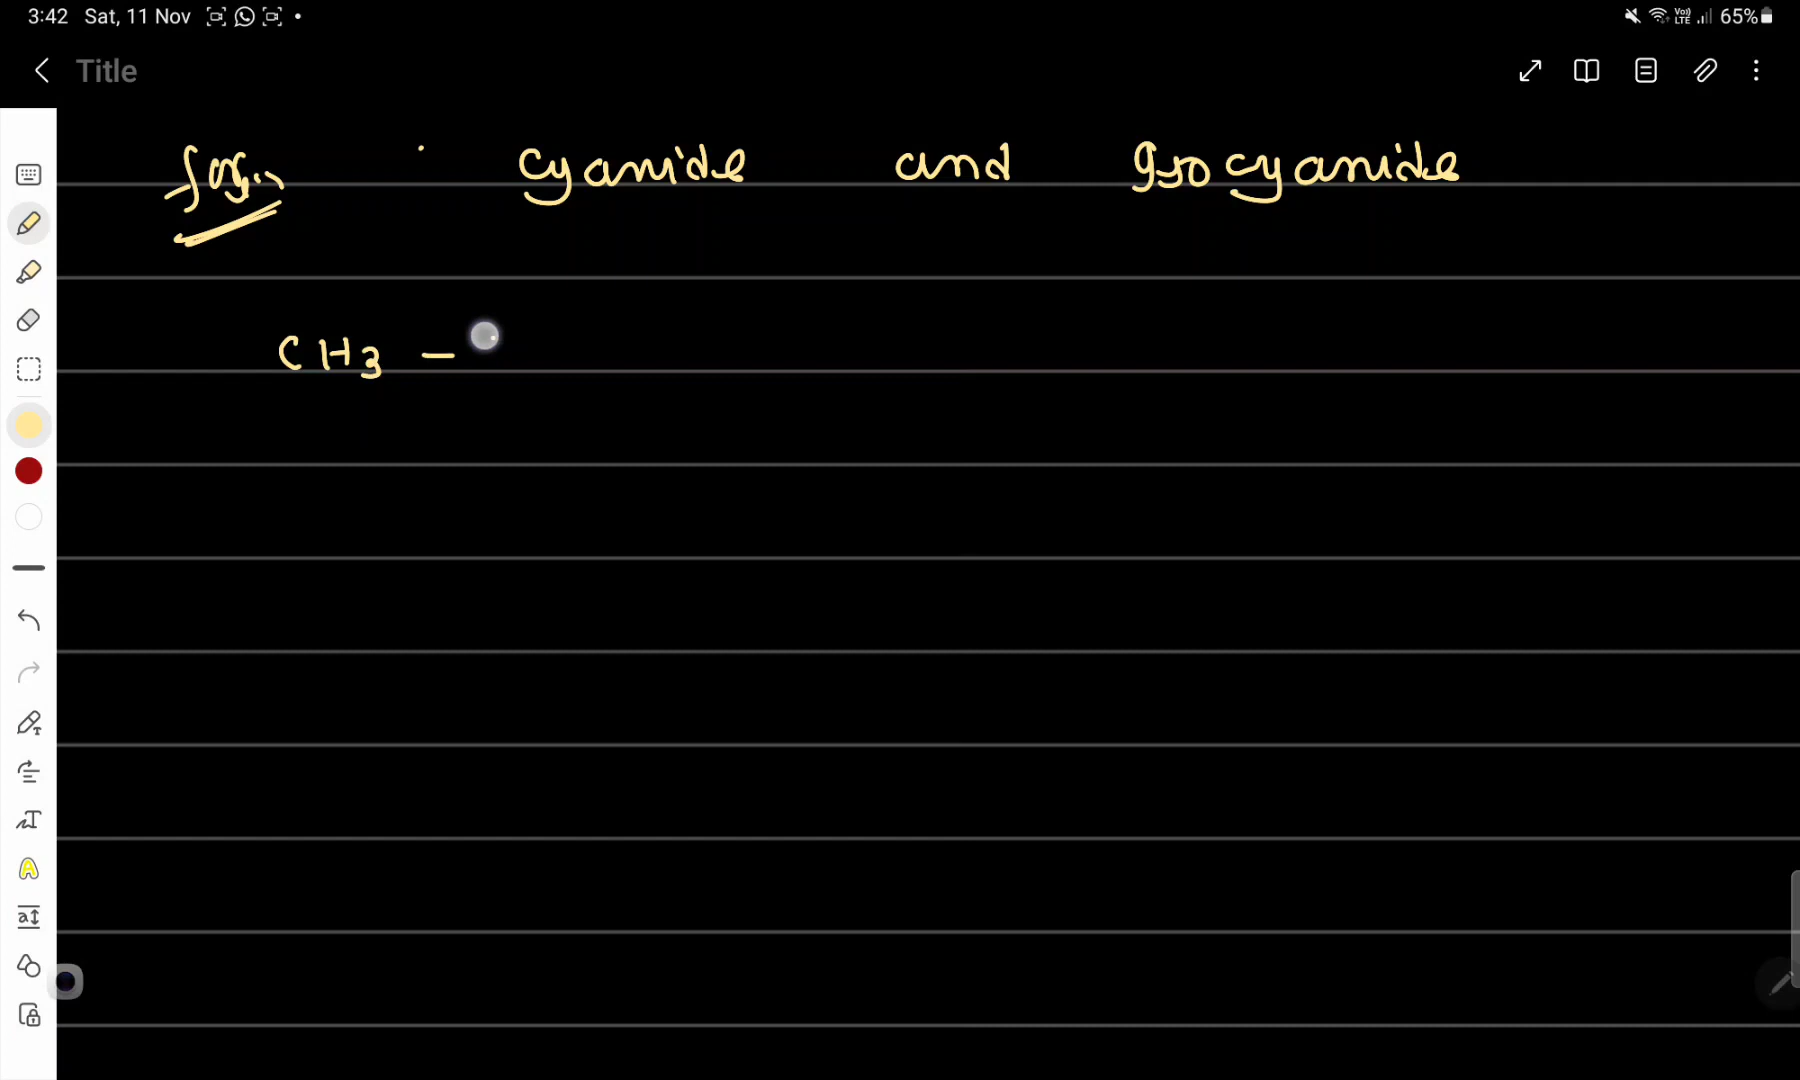 3:42 Sat, 11 Nov 65%
Title
cyanide and isocyanide
CH3 -